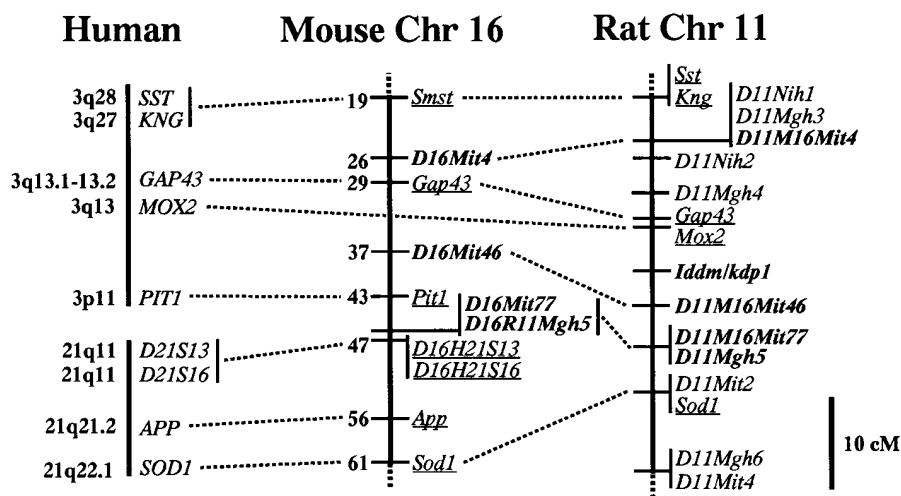 Human Mouse Chr 16 Rat Chr 11
Sst
3q28 SST 19 Smst Kng D11Nih1
3q27 KNG D11Mgh3
D11M16Mit4
26 D16Mit4 D11Nih2
3q13.1-13.2 GAP43 29 Gap43 D11Mgh4
3q13 MOX2 Gap43
Mox2
37 D16Mit46 Iddm/kdp1
3p11 PIT1 43 Pit1 D16Mit77 D11M16Mit46
D16R11Mgh5 D11M16Mit77
21q11 D21S13 47 D16H21S13 D11Mgh5
21q11 D21S16 D16H21S16 D11Mit2
Sod1
21q21.2 APP 56 App 10 cM
21q22.1 SOD1 61 Sod1 D11Mgh6
D11Mit4